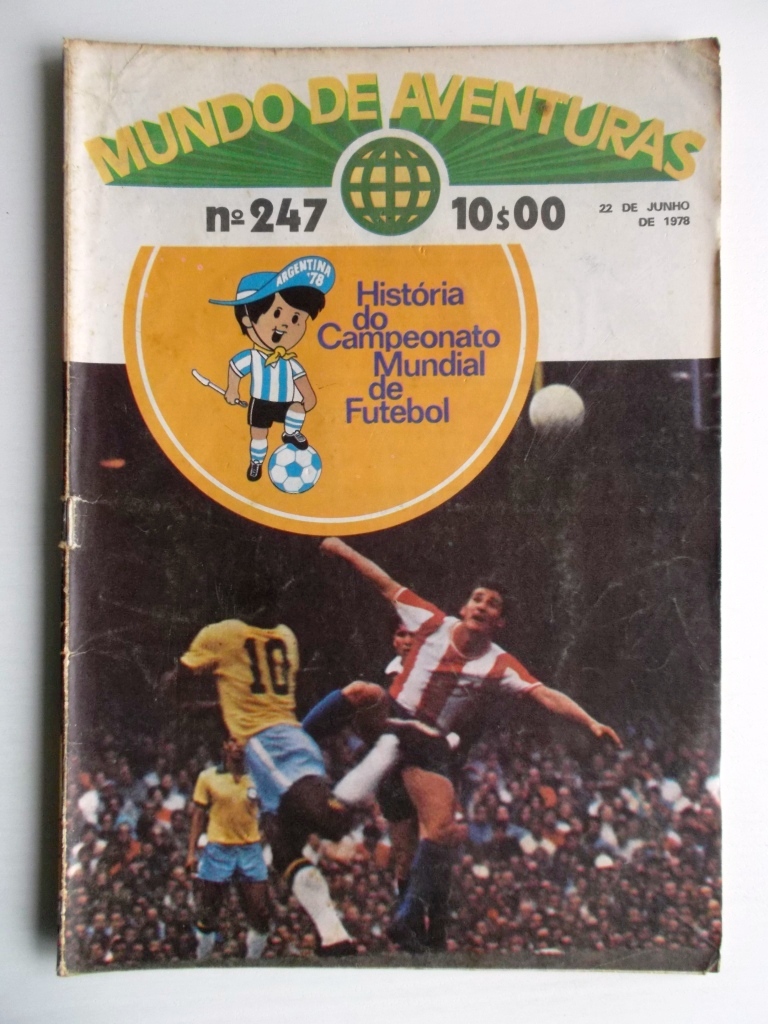 MUNDO DE AVENTURAS
nº 247
10$00
22 DE JUNHO
DE 1978
ARGENTINA
'78
História
do
Campeonato
Mundial
de
Futebol
10